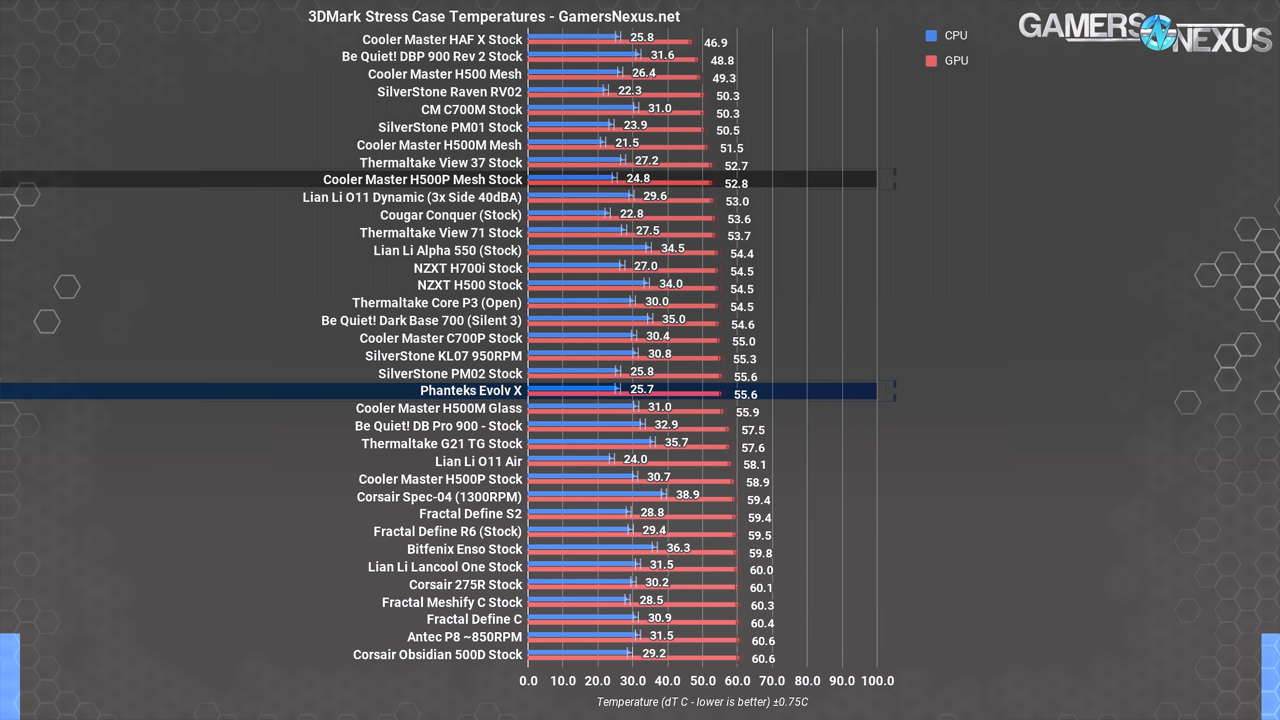 3DMark Stress Case Temperatures - GamersNexus.net
GAMERS NEXUS
CPU
GPU
Cooler Master HAF X Stock 25.8 46.9
Be Quiet! DBP 900 Rev 2 Stock 31.6 48.8
Cooler Master H500 Mesh 26.4 49.3
SilverStone Raven RV02 22.3 50.3
CM C700M Stock 31.0 50.3
SilverStone PM01 Stock 23.9 50.5
Cooler Master H500M Mesh 21.5 51.5
Thermaltake View 37 Stock 27.2 52.7
Cooler Master H500P Mesh Stock 24.8 52.8
Lian Li O11 Dynamic (3x Side 40dBA) 29.6 53.0
Cougar Conquer (Stock) 22.8 53.6
Thermaltake View 71 Stock 27.5 53.7
Lian Li Alpha 550 (Stock) 34.5 54.4
NZXT H700i Stock 27.0 54.5
NZXT H500 Stock 34.0 54.5
Thermaltake Core P3 (Open) 30.0 54.5
Be Quiet! Dark Base 700 (Silent 3) 35.0 54.6
Cooler Master C700P Stock 30.4 55.0
SilverStone KL07 950RPM 30.8 55.3
SilverStone PM02 Stock 25.8 55.6
Phanteks Evolv X 25.7 55.6
Cooler Master H500M Glass 31.0 55.9
Be Quiet! DB Pro 900 - Stock 32.9 57.5
Thermaltake G21 TG Stock 35.7 57.6
Lian Li O11 Air 24.0 58.1
Cooler Master H500P Stock 30.7 58.9
Corsair Spec-04 (1300RPM) 38.9 59.4
Fractal Define S2 28.8 59.4
Fractal Define R6 (Stock) 29.4 59.5
Bitfenix Enso Stock 36.3 59.8
Lian Li Lancool One Stock 31.5 60.0
Corsair 275R Stock 30.2 60.1
Fractal Meshify C Stock 28.5 60.3
Fractal Define C 30.9 60.4
Antec P8 ~850RPM 31.5 60.6
Corsair Obsidian 500D Stock 29.2 60.6
0.0 10.0 20.0 30.0 40.0 50.0 60.0 70.0 80.0 90.0 100.0
Temperature (dT C - lower is better) ±0.75C